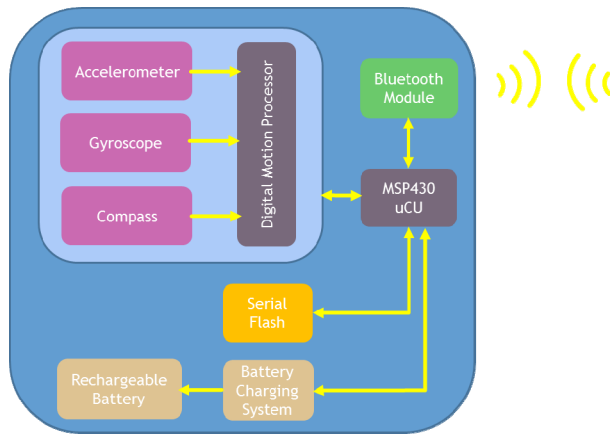 Accelerometer
Gyroscope
Compass
Digital Motion Processor
Bluetooth
Module
MSP430
uCU
Serial
Flash
Rechargeable
Battery
Battery
Charging
System